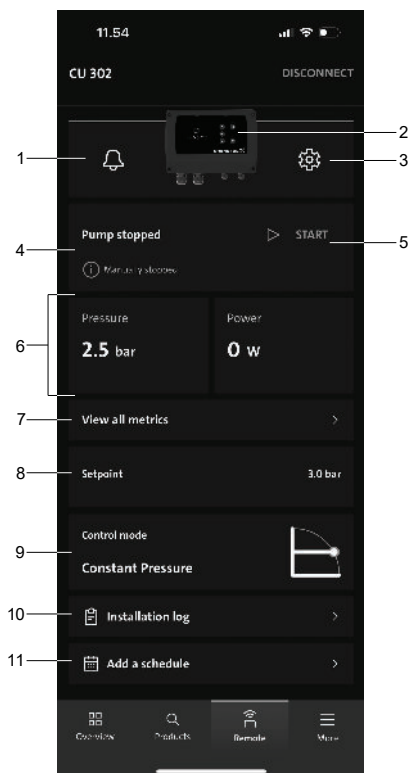 11.54
CU 302 DISCONNECT
1
2
3
Pump stopped START
4
5
Manually stopped
6
Pressure Power
2.5 bar 0 W
7
View all metrics
8
Setpoint 3.0 bar
9
Control mode
Constant Pressure
10
Installation log
11
Add a schedule
Overview Products Remote More